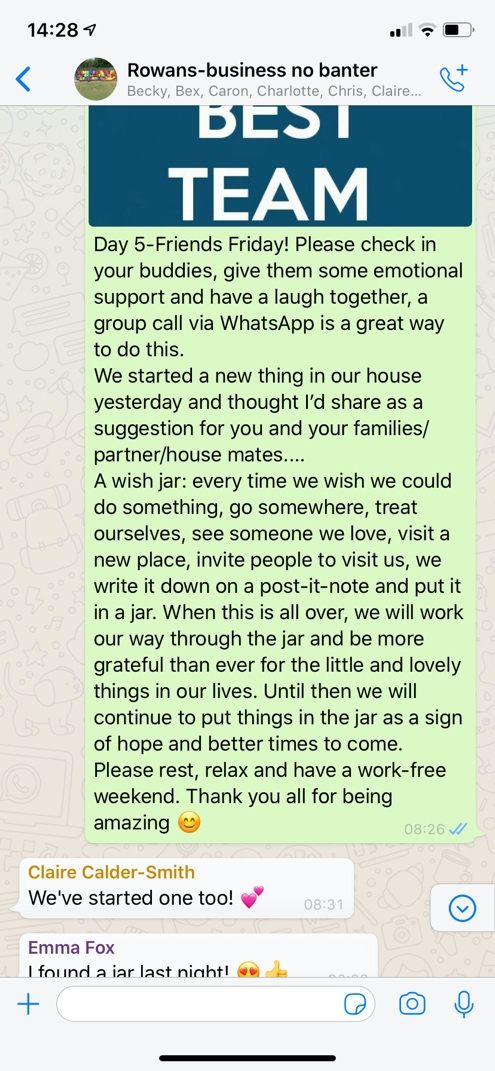 14:28
Rowans-business no banter
Becky, Bex, Caron, Charlotte, Chris, Claire...
BEST
TEAM
Day 5-Friends Friday! Please check in
your buddies, give them some emotional
support and have a laugh together, a
group call via WhatsApp is a great way
to do this.
We started a new thing in our house
yesterday and thought I'd share as a
suggestion for you and your families/
partner/house mates....
A wish jar: every time we wish we could
do something, go somewhere, treat
ourselves, see someone we love, visit a
new place, invite people to visit us, we
write it down on a post-it-note and put it
in a jar. When this is all over, we will work
our way through the jar and be more
grateful than ever for the little and lovely
things in our lives. Until then we will
continue to put things in the jar as a sign
of hope and better times to come.
Please rest, relax and have a work-free
weekend. Thank you all for being
amazing 😊
08:26
Claire Calder-Smith
We've started one too! 💕
08:31
Emma Fox
I found a jar last night! 😍👍